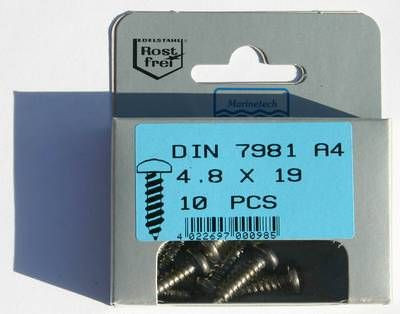 EDELSTAHL
Rost
frei
Marinetech
DIN 7981 A4
4.8 X 19
10 PCS
4 022697 000985